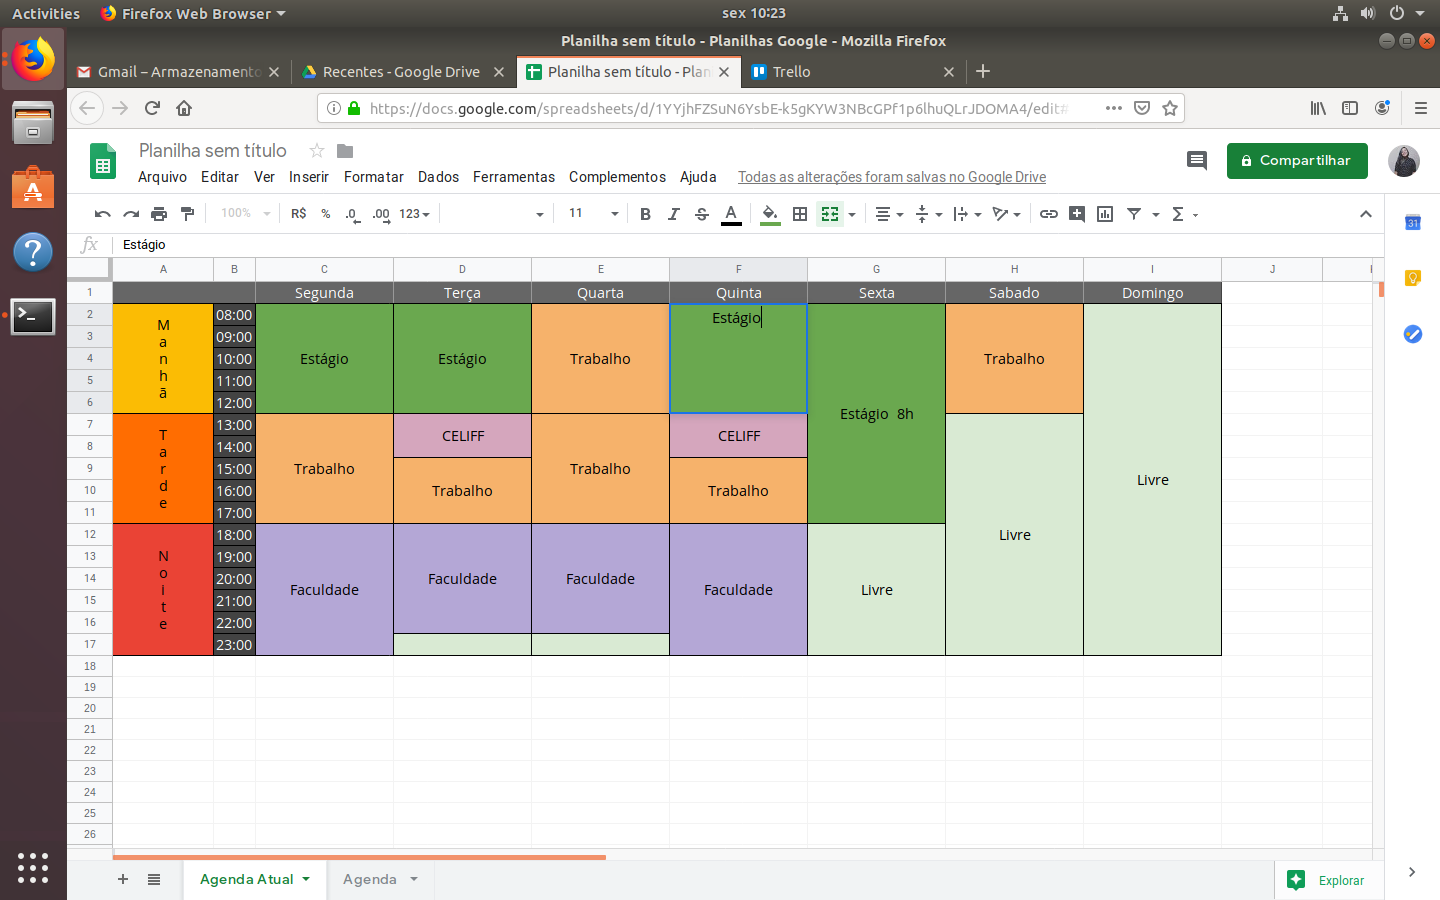 Activities
Firefox Web Browser
sex 10:23
Planilha sem título - Planilhas Google - Mozilla Firefox
Gmail – Armazenamento
Recentes - Google Drive
Planilha sem título - Plan
Trello
https://docs.google.com/spreadsheets/d/1YYjhFZSuN6YsbE-k5gKYW3NBcGPf1p6lhuQLrJDOMA4/edit#
Planilha sem título
Arquivo Editar Ver Inserir Formatar Dados Ferramentas Complementos Ajuda Todas as alterações foram salvas no Google Drive
Compartilhar
100% R$ % .0 .00 123 11 B I S A Σ
31
fx Estágio
A B C D E F G H I J
1 Segunda Terça Quarta Quinta Sexta Sabado Domingo
2 08:00 Estágio
3 09:00
4 10:00 Estágio Estágio Trabalho Trabalho
5 11:00
6 12:00
Manhã
Estágio 8h
7 13:00
CELIFF CELIFF
8 14:00
9 15:00 Trabalho Trabalho
Livre
10 16:00 Trabalho Trabalho
11 17:00
Tarde
12 18:00 Livre
13 19:00
14 20:00 Faculdade Faculdade
Faculdade Faculdade Livre
15 21:00
16 22:00
17 23:00
Noite
18
19
20
21
22
23
24
25
26
Agenda Atual
Agenda
Explorar